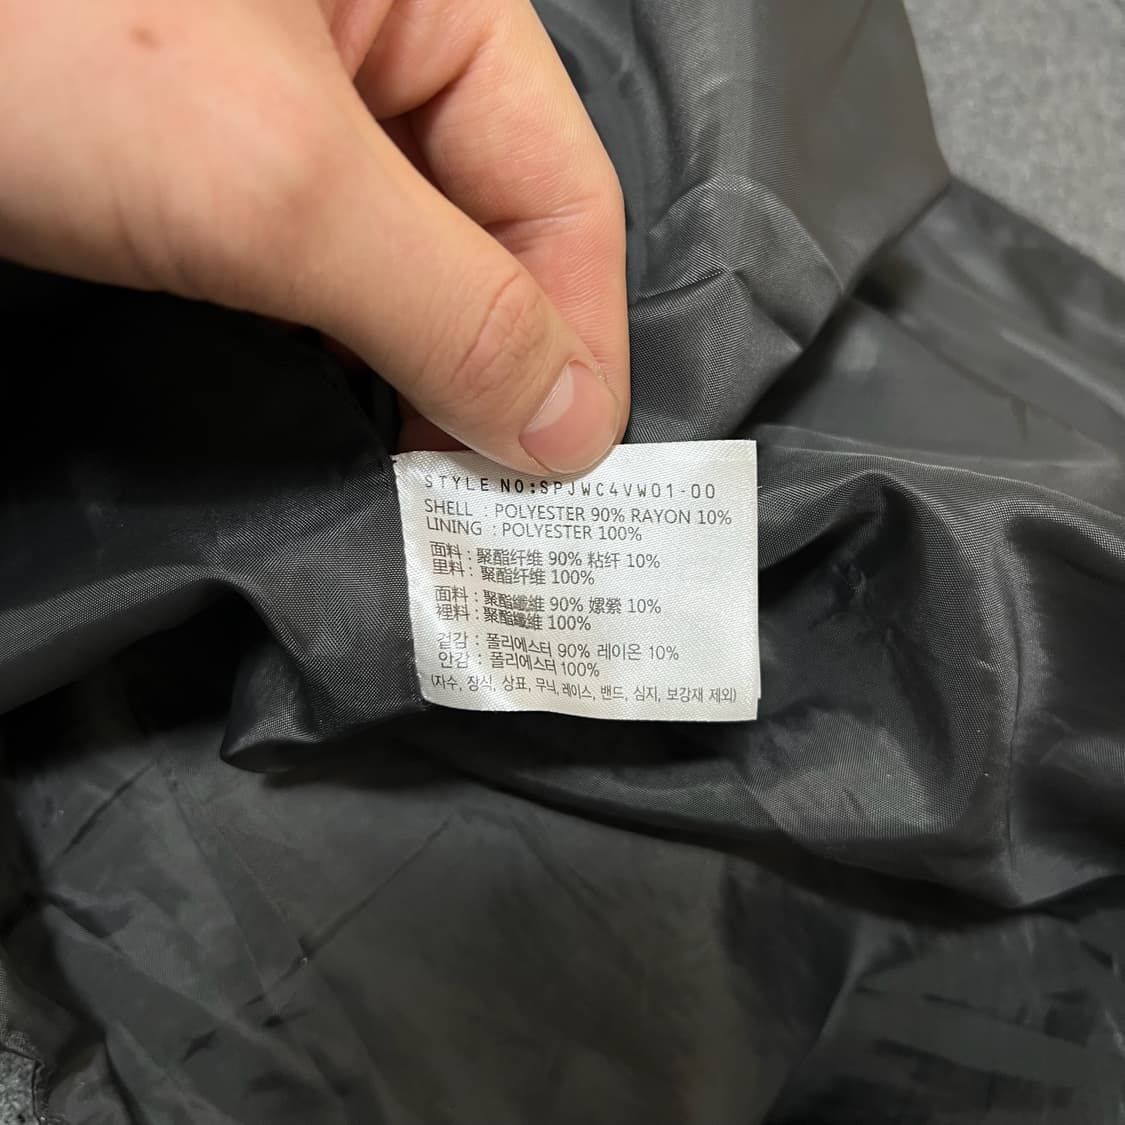 STYLE NO:SPJWC4VW01-00
SHELL : POLYESTER 90% RAYON 10%
LINING : POLYESTER 100%
面料 : 聚酯纤维 90% 粘纤 10%
里料 : 聚酯纤维 100%
面料 : 聚酯纖維 90% 嫘縈 10%
裡料 : 聚酯纖維 100%
겉감 : 폴리에스터 90% 레이온 10%
안감 : 폴리에스터 100%
(자수, 장식, 상표, 무늬, 레이스, 밴드, 심지, 보강재 제외)